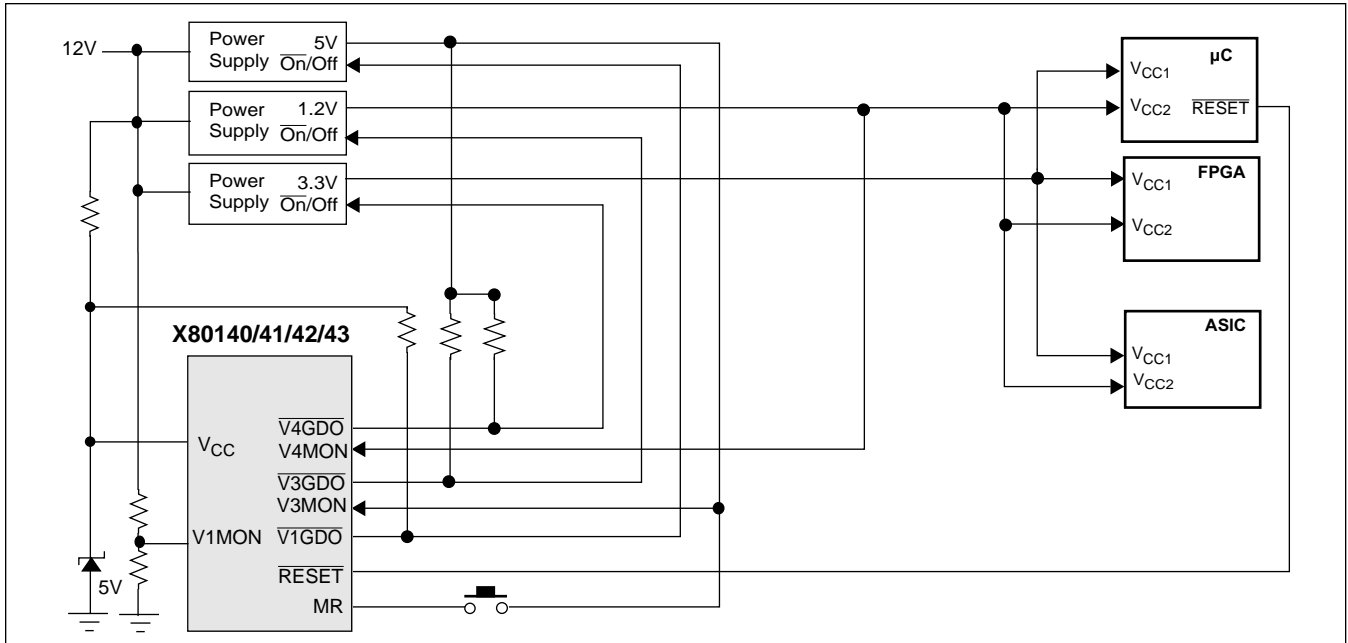 12V
Power Supply 5V On/Off
Power Supply 1.2V On/Off
Power Supply 3.3V On/Off
µC
VCC1
VCC2 RESET
FPGA
VCC1
VCC2
ASIC
VCC1
VCC2
X80140/41/42/43
VCC
V1MON
V4GDO
V4MON
V3GDO
V3MON
V1GDO
RESET
MR
5V